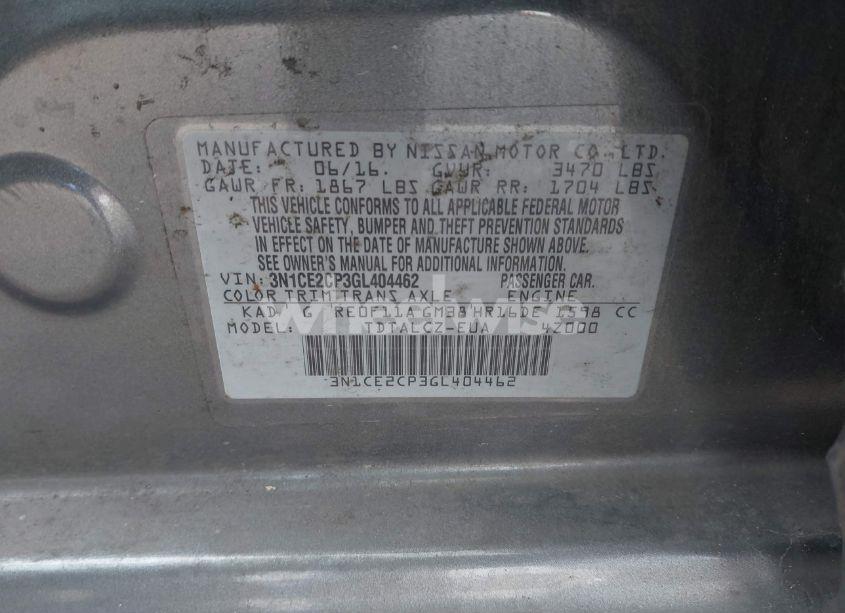 MANUFACTURED BY NISSAN MOTOR CO., LTD.
DATE: 06/16. GVWR: 3470 LBS
GAWR FR: 1867 LBS GAWR RR: 1704 LBS
THIS VEHICLE CONFORMS TO ALL APPLICABLE FEDERAL MOTOR
VEHICLE SAFETY, BUMPER AND THEFT PREVENTION STANDARDS
IN EFFECT ON THE DATE OF MANUFACTURE SHOWN ABOVE.
SEE OWNER'S MANUAL FOR ADDITIONAL INFORMATION.
VIN: 3N1CE2CP3GL404462 PASSENGER CAR.
COLOR TRIM TRANS AXLE ENGINE
KAD G RE0F11A GM38 HR16DE 1598 CC
MODEL: TDTALCZ-EUA 42000
3N1CE2CP3GL404462